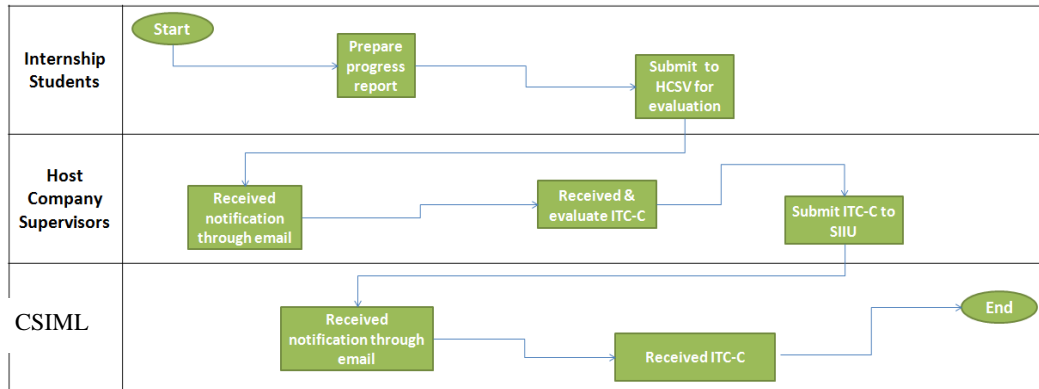 Start
Internship
Students
Prepare
progress
report
Submit to
HCSV for
evaluation
Host
Company
Supervisors
Received
notification
through email
Received &
evaluate ITC-C
Submit ITC-C to
SIIU
CSIML
Received
notification through
email
Received ITC-C
End